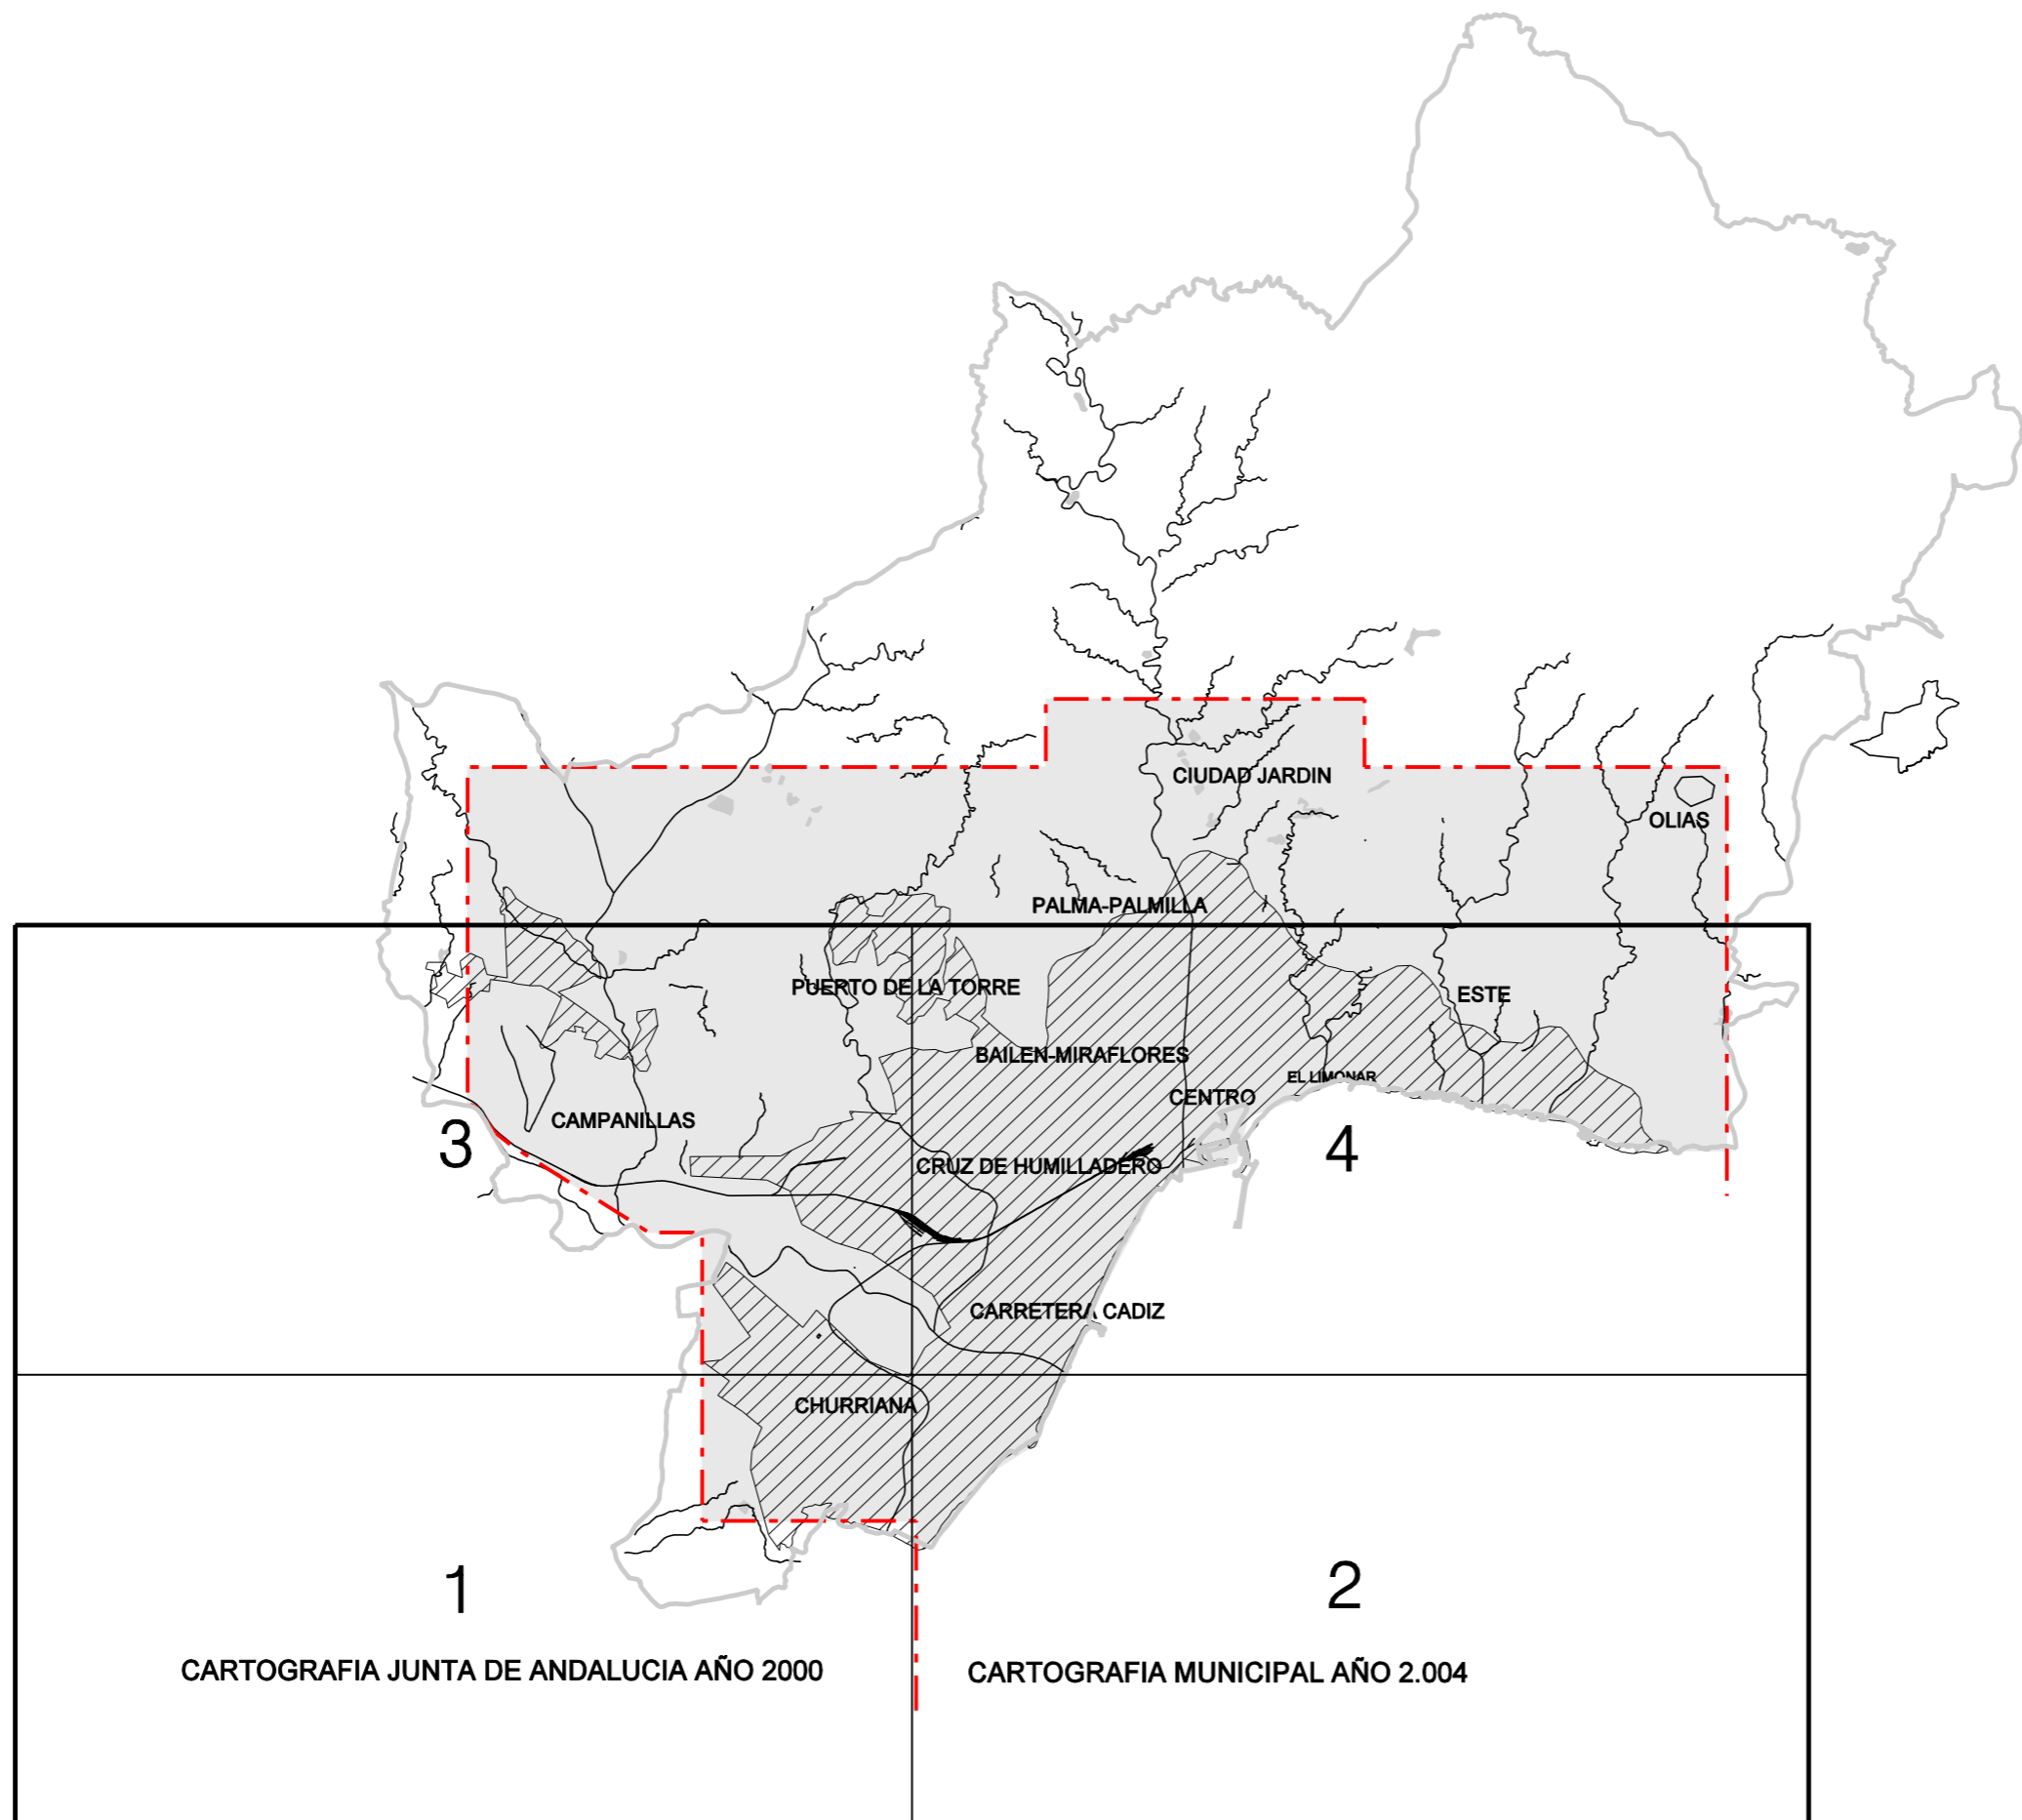 CIUDAD JARDIN
OLIAS
PALMA-PALMILLA
PUERTO DE LA TORRE
ESTE
BAILEN-MIRAFLORES
EL LIMONAR
CENTRO
CAMPANILLAS
3
4
CRUZ DE HUMILLADERO
CARRETERA CADIZ
CHURRIANA
1
2
CARTOGRAFIA JUNTA DE ANDALUCIA AÑO 2000
CARTOGRAFIA MUNICIPAL AÑO 2.004